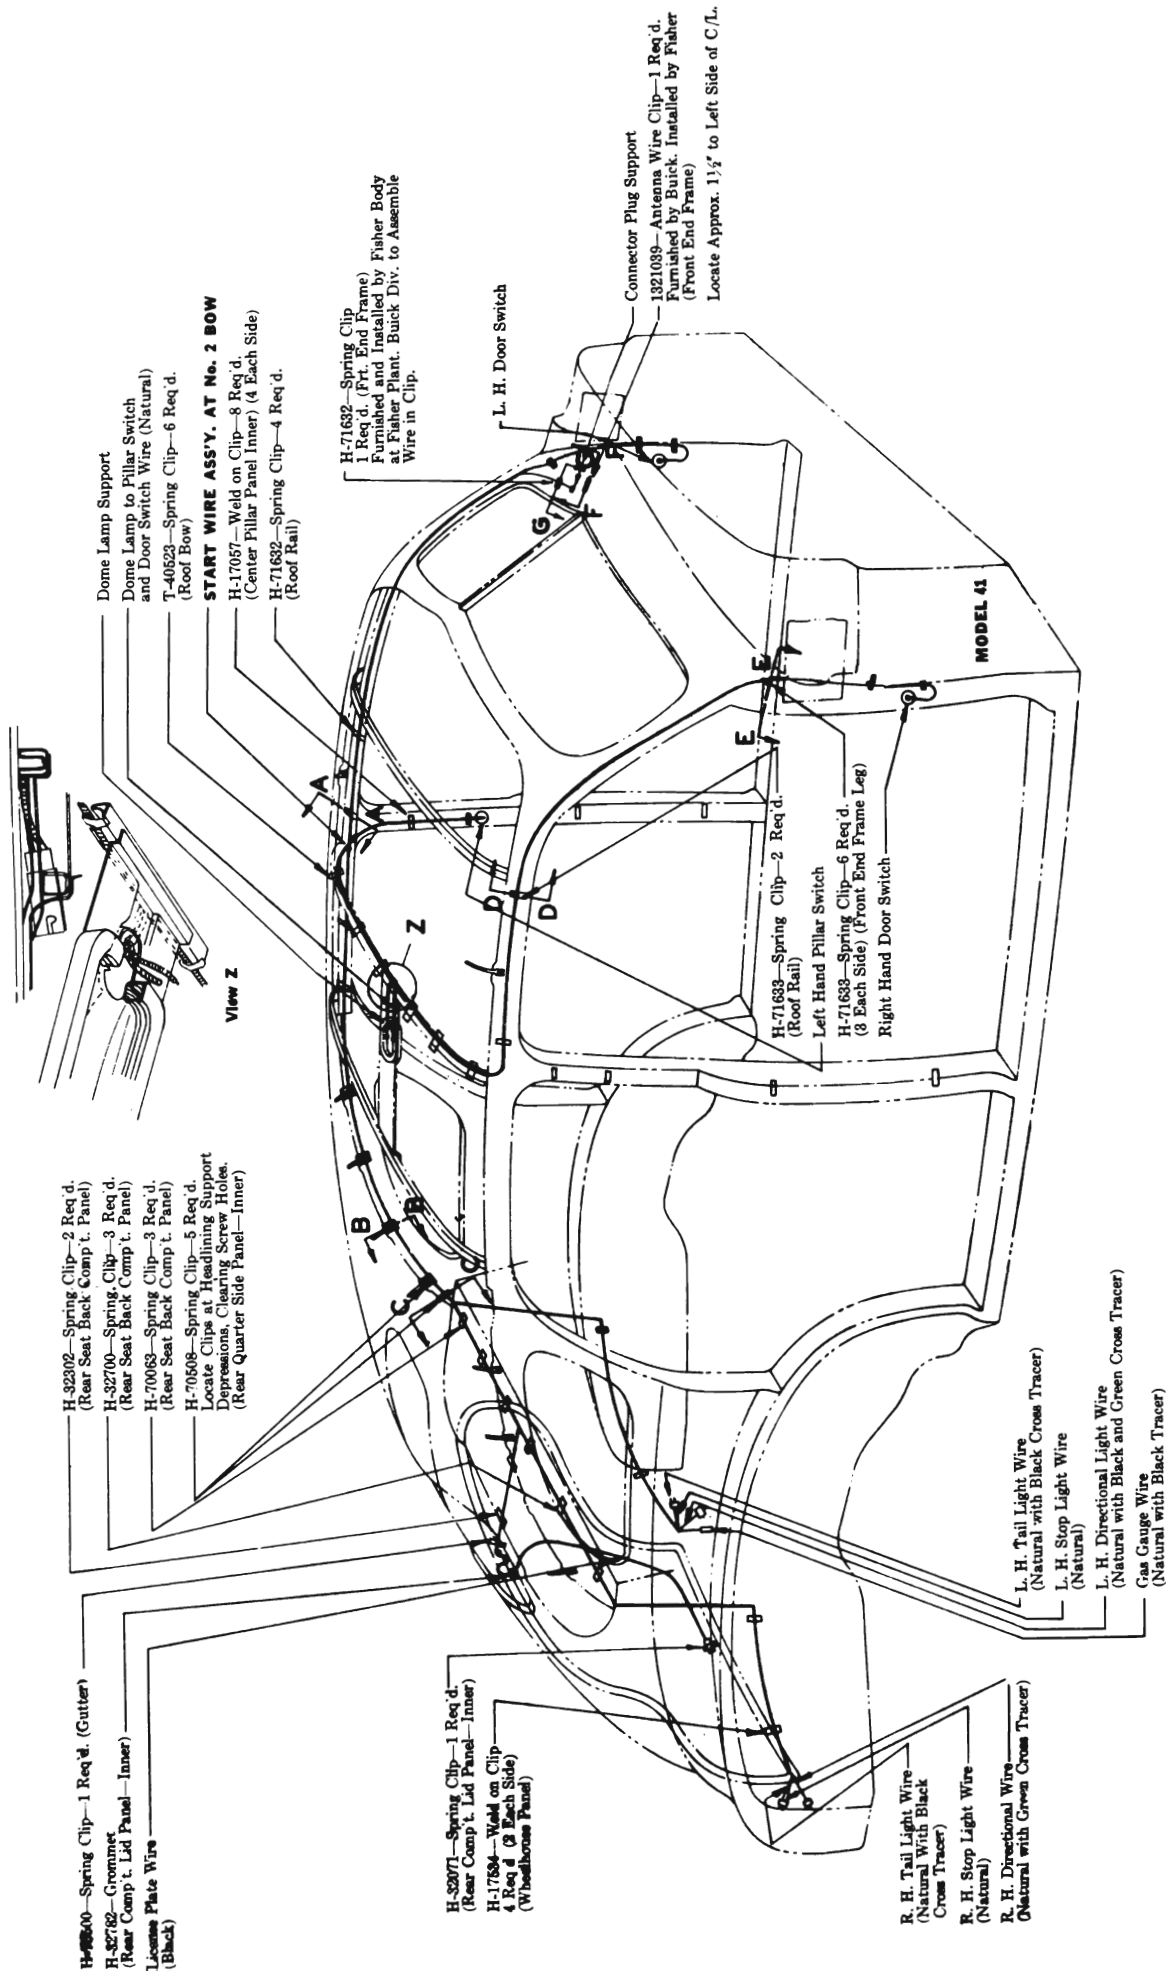 Dome Lamp Support
Dome Lamp to Pillar Switch
and Door Switch Wire (Natural)
T-40523—Spring Clip—6 Req'd.
(Roof Bow)
START WIRE ASS'Y. AT No. 2 BOW
H-17057—Weld on Clip—8 Req'd.
(Center Pillar Panel Inner) (4 Each Side)
H-71632—Spring Clip—4 Req'd.
(Roof Rail)
H-71632—Spring Clip
1 Req'd. (Frt. End Frame)
Furnished and Installed by Fisher Body
at Fisher Plant. Buick Div. to Assemble
Wire in Clip.
L. H. Door Switch
Connector Plug Support
1321039—Antenna Wire Clip—1 Req'd.
Furnished by Buick. Installed by Fisher
(Front End Frame)
Locate Approx. 1½" to Left Side of C/L.
View Z
A
A
Z
B
B
C
C
D
D
E
E
F
F
G
G
MODEL 41
H-32302—Spring Clip—2 Req'd.
(Rear Seat Back Comp't. Panel)
H-32700—Spring Clip—3 Req'd.
(Rear Seat Back Comp't. Panel)
H-70063—Spring Clip—3 Req'd.
(Rear Seat Back Comp't. Panel)
H-70508—Spring Clip—5 Req'd.
Locate Clips at Headlining Support
Depressions, Clearing Screw Holes.
(Rear Quarter Side Panel—Inner)
H-71633—Spring Clip—2 Req'd.
(Roof Rail)
Left Hand Pillar Switch
H-71633—Spring Clip—6 Req'd.
(3 Each Side) (Front End Frame Leg)
Right Hand Door Switch
Spring Clip—1 Req'd. (Gutter)
H-32782—Grommet
(Rear Comp't. Lid Panel—Inner)
License Plate Wire
(Black)
H-32071—Spring Clip—1 Req'd.
(Rear Comp't. Lid Panel—Inner)
H-17534—Weld on Clip
4 Req'd (2 Each Side)
(Wheelhouse Panel)
L. H. Tail Light Wire
(Natural with Black Cross Tracer)
L. H. Stop Light Wire
(Natural)
L. H. Directional Light Wire
(Natural with Black and Green Cross Tracer)
Gas Gauge Wire
(Natural with Black Tracer)
R. H. Tail Light Wire
(Natural With Black
Cross Tracer)
R. H. Stop Light Wire
(Natural)
R. H. Directional Wire
(Natural with Green Cross Tracer)